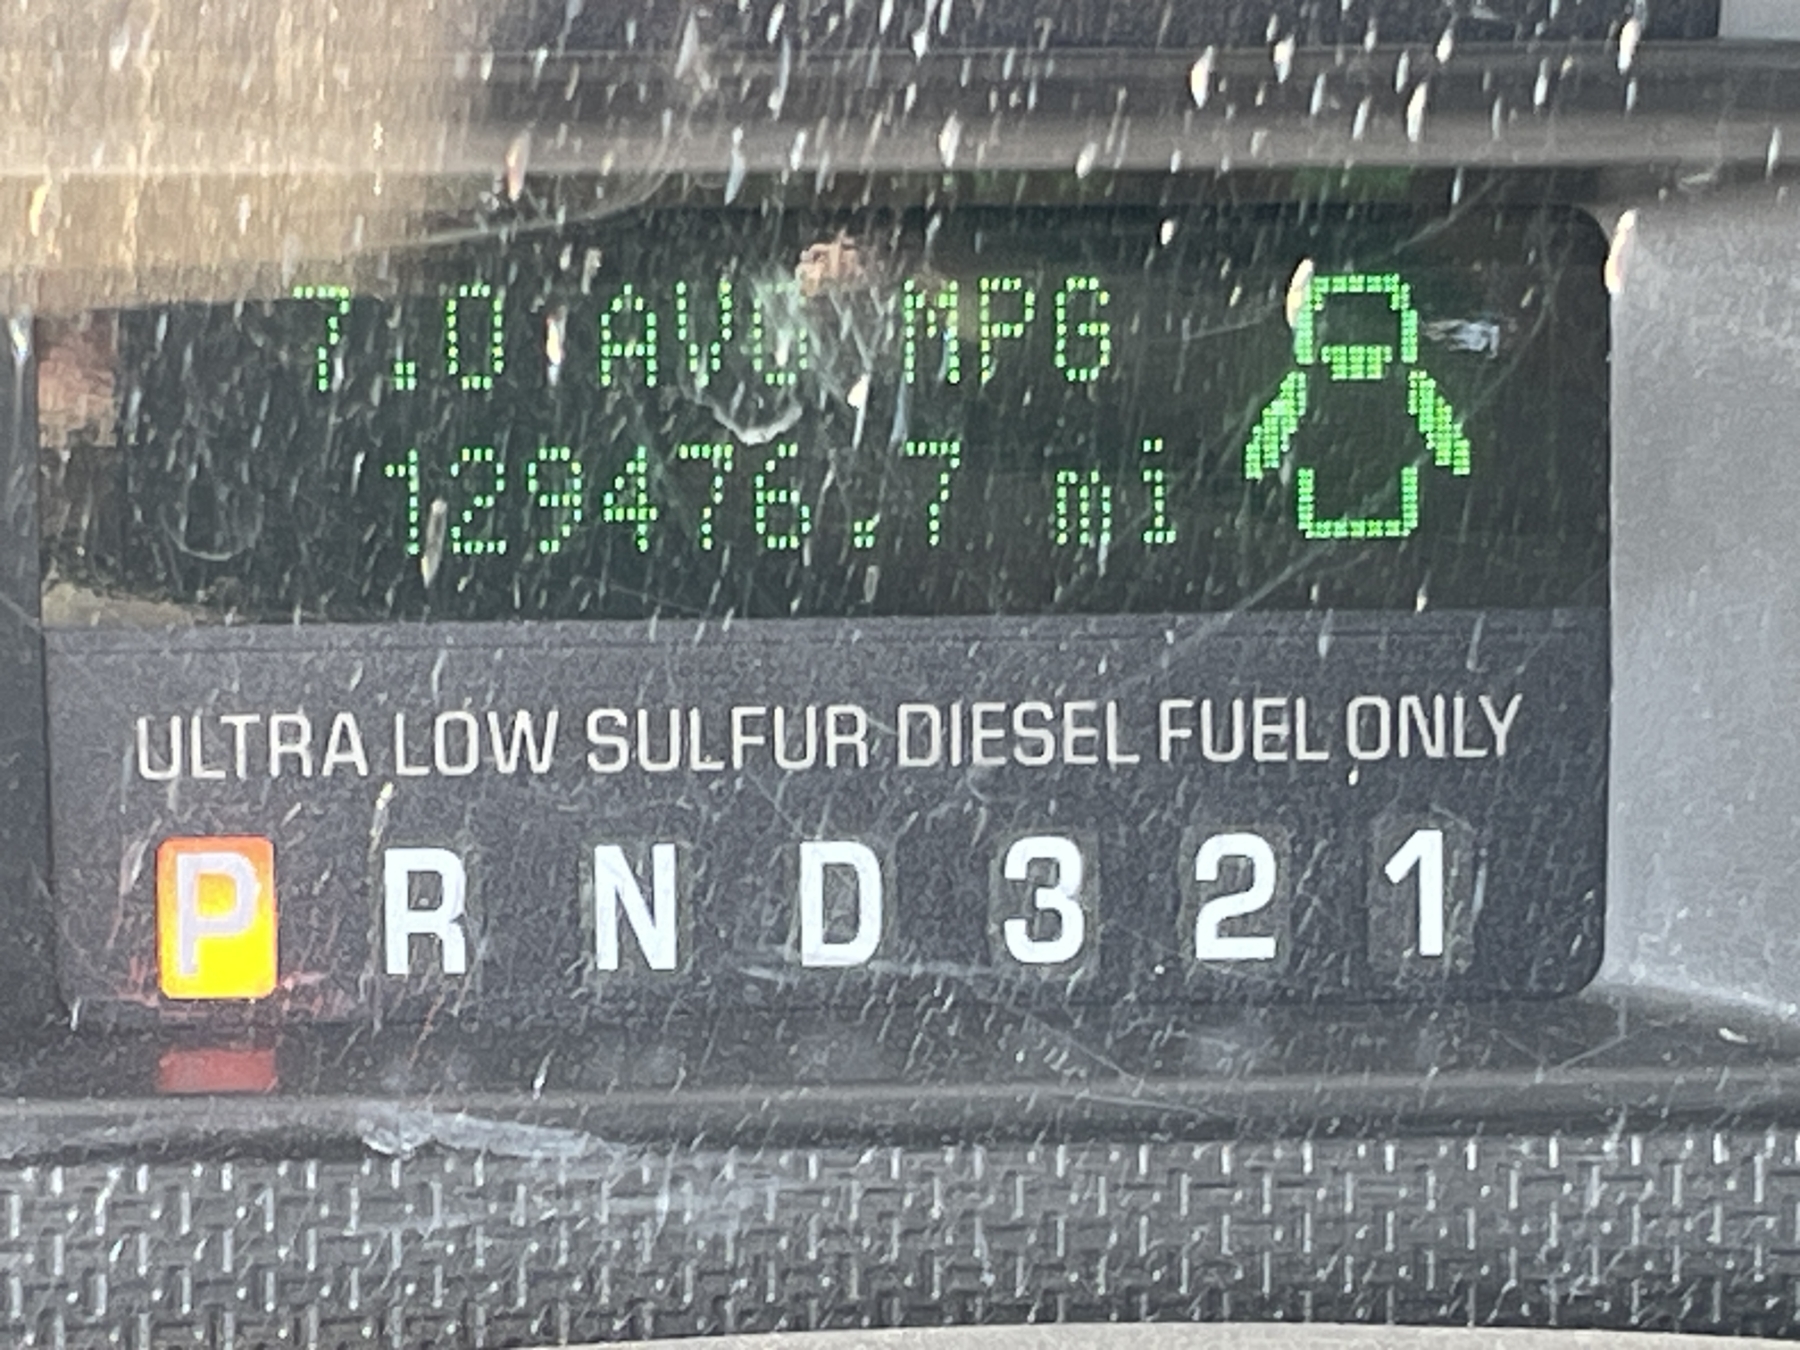 7.0 AVG MPG
129476.7 mi
ULTRA LOW SULFUR DIESEL FUEL ONLY
P R N D 3 2 1